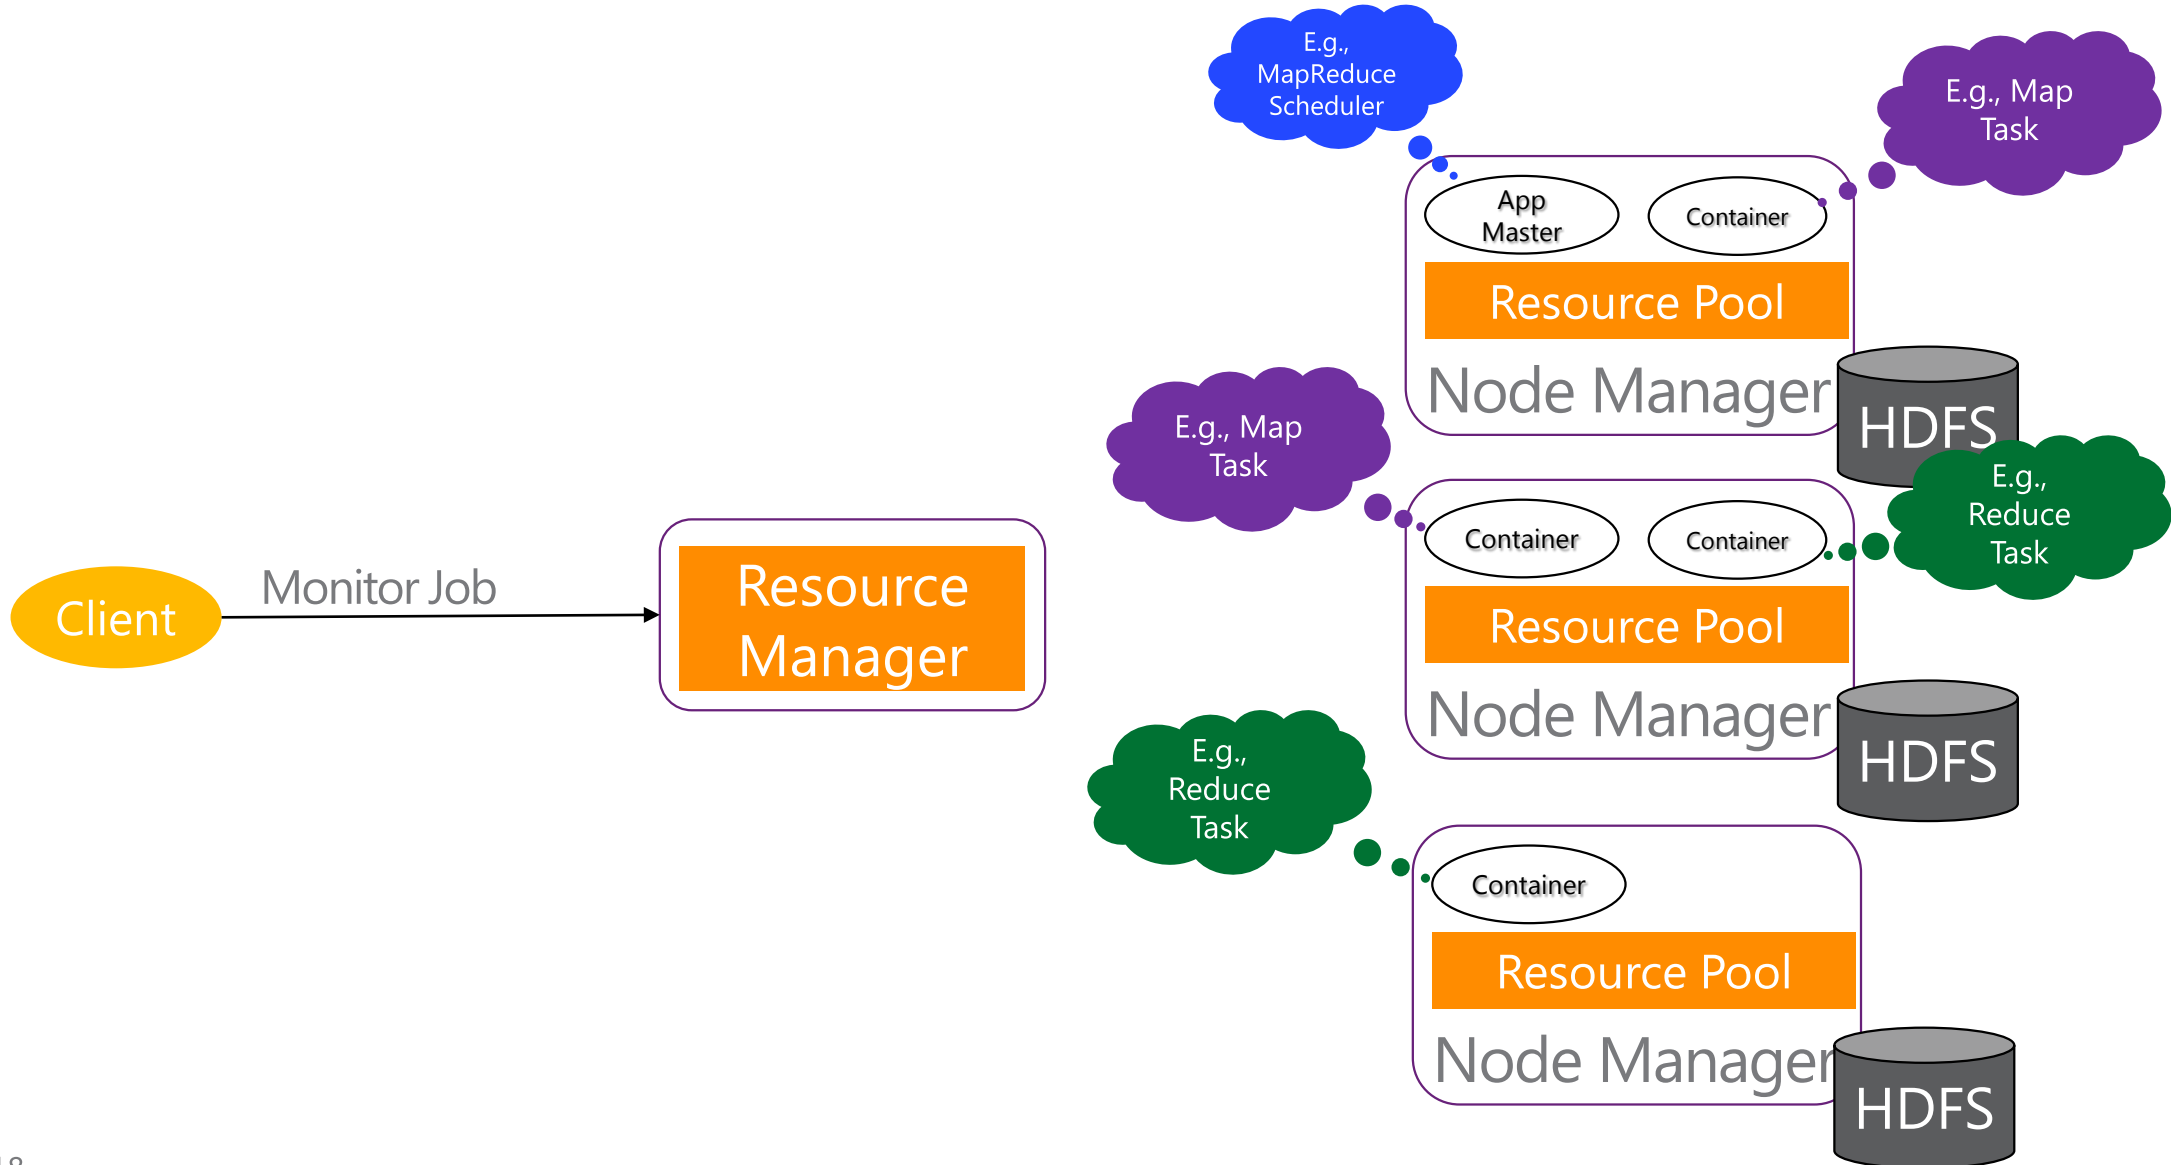 E.g.,
MapReduce
Scheduler
E.g., Map
Task
App
Master
Container
Resource Pool
Node Manager
HDFS
E.g., Map
Task
E.g.,
Reduce
Task
Container
Container
Resource Pool
Node Manager
HDFS
Client
Monitor Job
Resource
Manager
E.g.,
Reduce
Task
Container
Resource Pool
Node Manager
HDFS